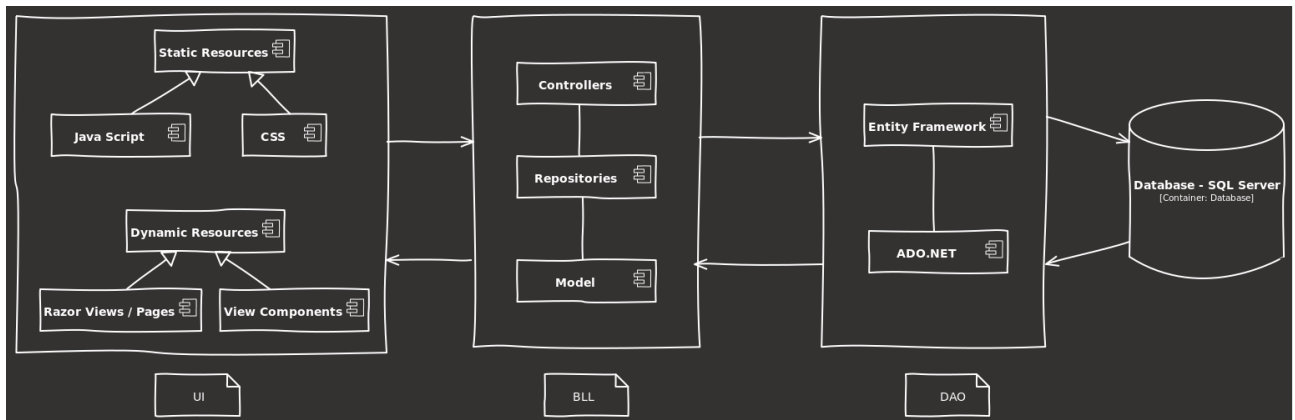 Static Resources
Java Script
CSS
Dynamic Resources
Razor Views / Pages
View Components
UI
Controllers
Repositories
Model
BLL
Entity Framework
ADO.NET
DAO
Database - SQL Server
[Container: Database]